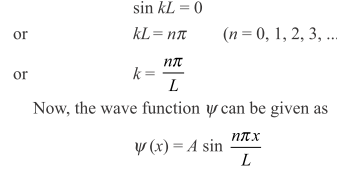 sin kL = 0
or kL = nπ (n = 0, 1, 2, 3, ...
or k = nπ/L
Now, the wave function ψ can be given as
ψ (x) = A sin nπx/L